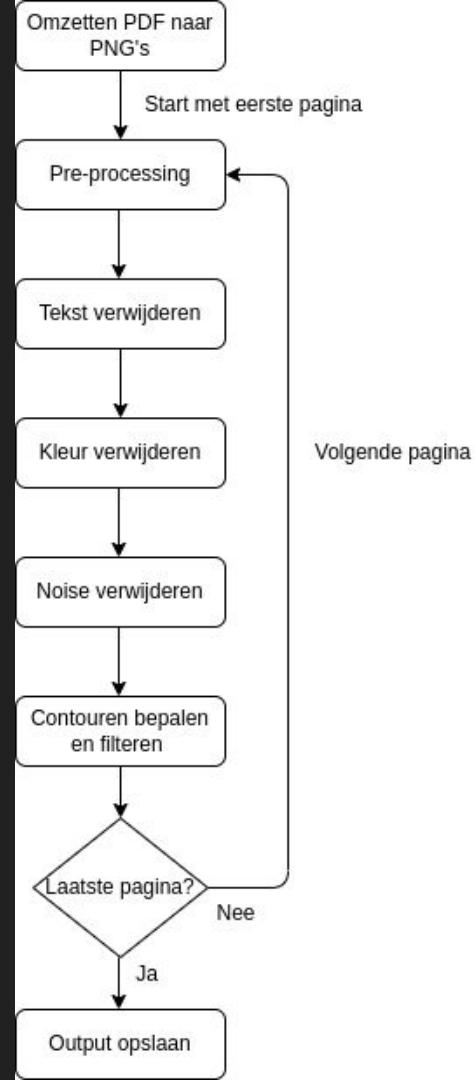 Omzetten PDF naar
PNG's
Start met eerste pagina
Pre-processing
Tekst verwijderen
Kleur verwijderen
Volgende pagina
Noise verwijderen
Contouren bepalen
en filteren
Laatste pagina?
Nee
Ja
Output opslaan